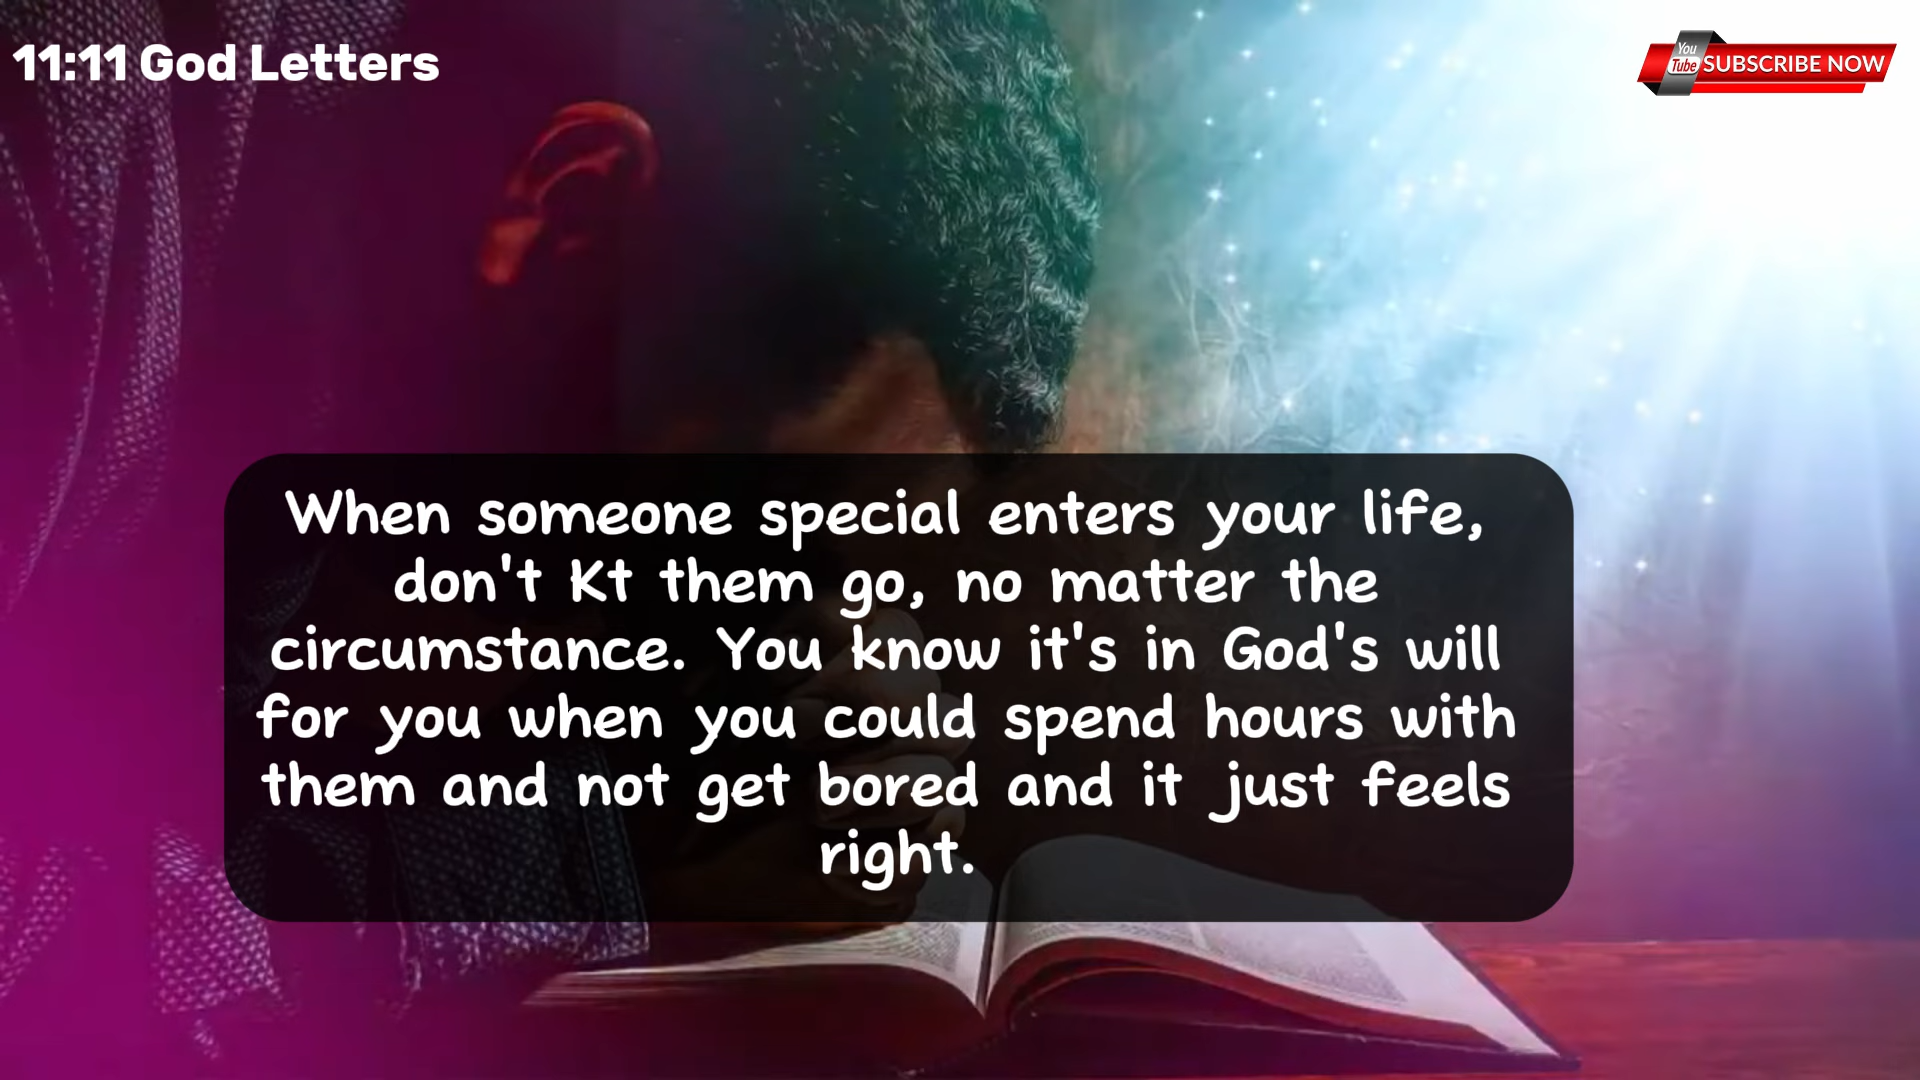 11:11 God Letters
You
Tube
SUBSCRIBE NOW
When someone special enters your life,
don't Kt them go, no matter the
circumstance. You know it's in God's will
for you when you could spend hours with
them and not get bored and it just feels
right.